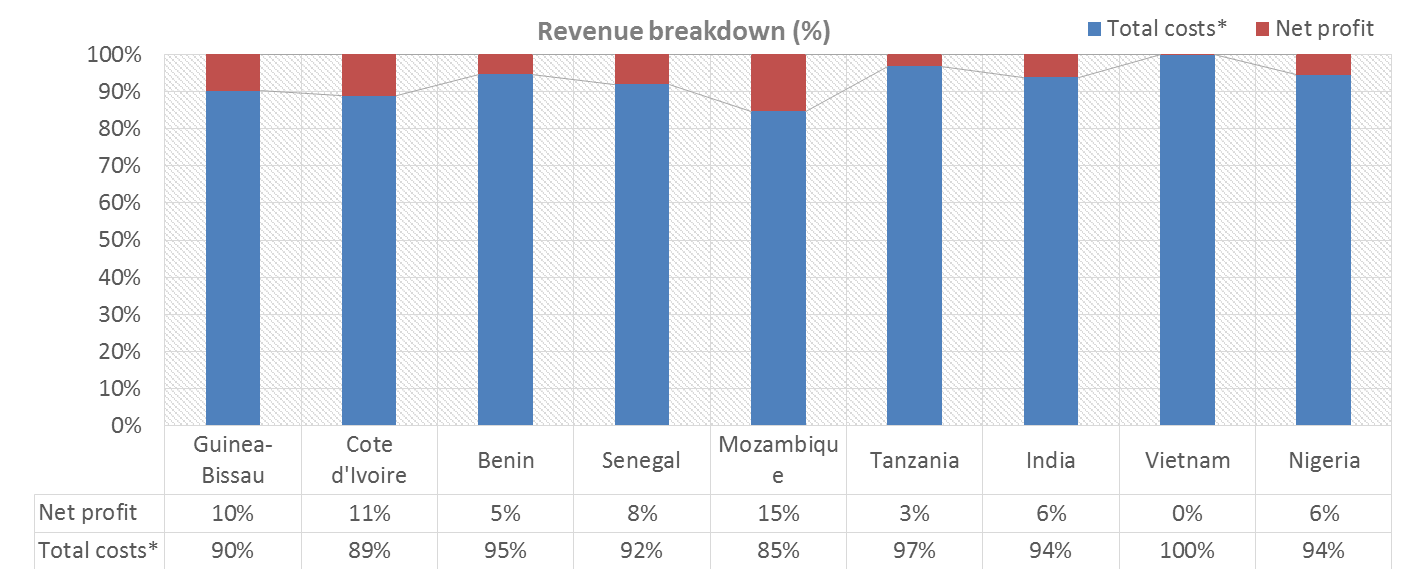 Revenue breakdown (%)
Total costs* Net profit
100%
90%
80%
70%
60%
50%
40%
30%
20%
10%
0%
Guinea-
Bissau
Cote
d'Ivoire
Benin
Senegal
Mozambiqu
e
Tanzania
India
Vietnam
Nigeria
Net profit 10% 11% 5% 8% 15% 3% 6% 0% 6%
Total costs* 90% 89% 95% 92% 85% 97% 94% 100% 94%